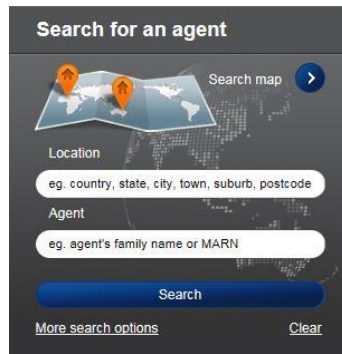 Search for an agent
Search map
Location
eg. country, state, city, town, suburb, postcode
Agent
eg. agent's family name or MARN
Search
More search options
Clear